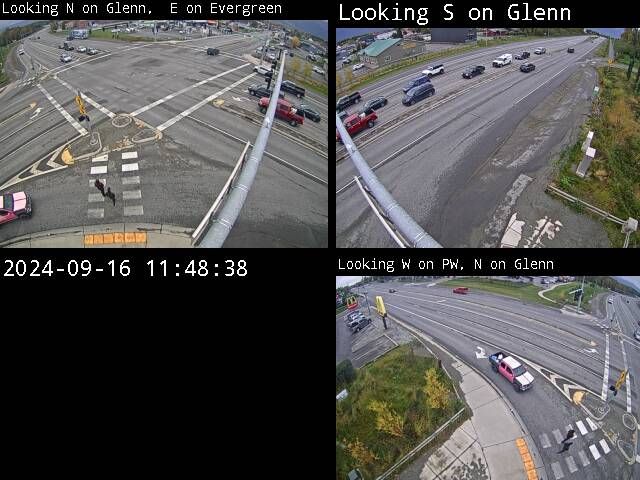 Looking N on Glenn,  E on Evergreen
Looking S on Glenn
2024-09-16 11:48:38
Looking W on PW, N on Glenn